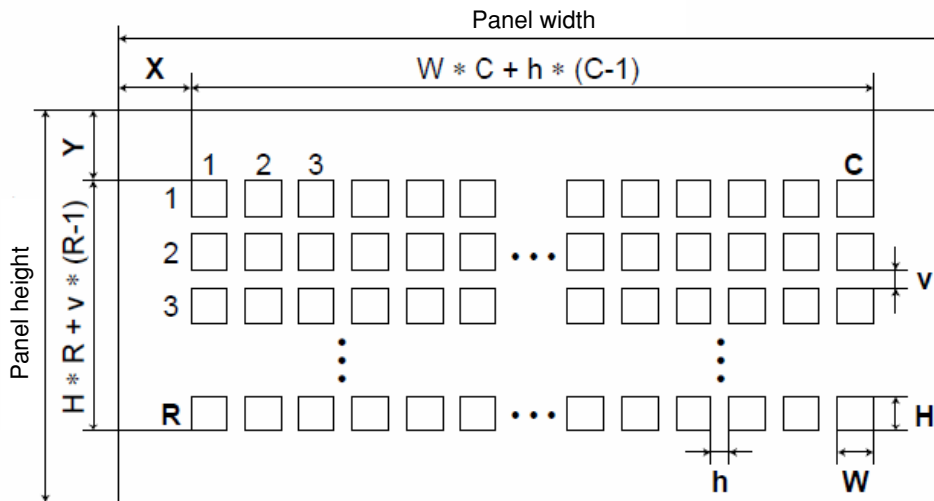 Panel width
X
W * C + h * (C-1)
Y
1 2 3 C
1
2 •••
v
3
Panel height
H * R + v * (R-1)
R ••• H
h W